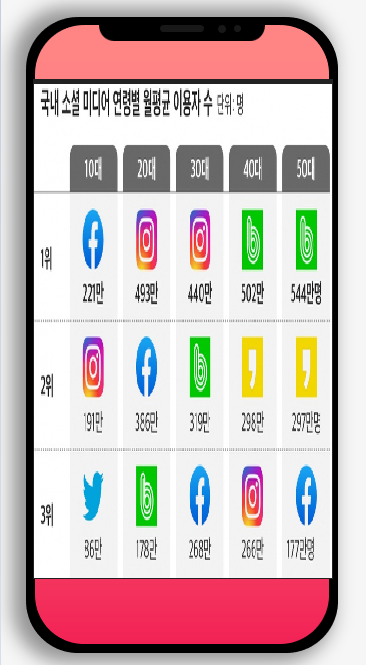 국내 소셜 미디어 연령별 월평균 이용자 수 단위: 명
10대 20대 30대 40대 50대
1위
221만 493만 440만 502만 544만명
2위
191만 386만 319만 298만 297만명
3위
86만 178만 268만 266만 177만명